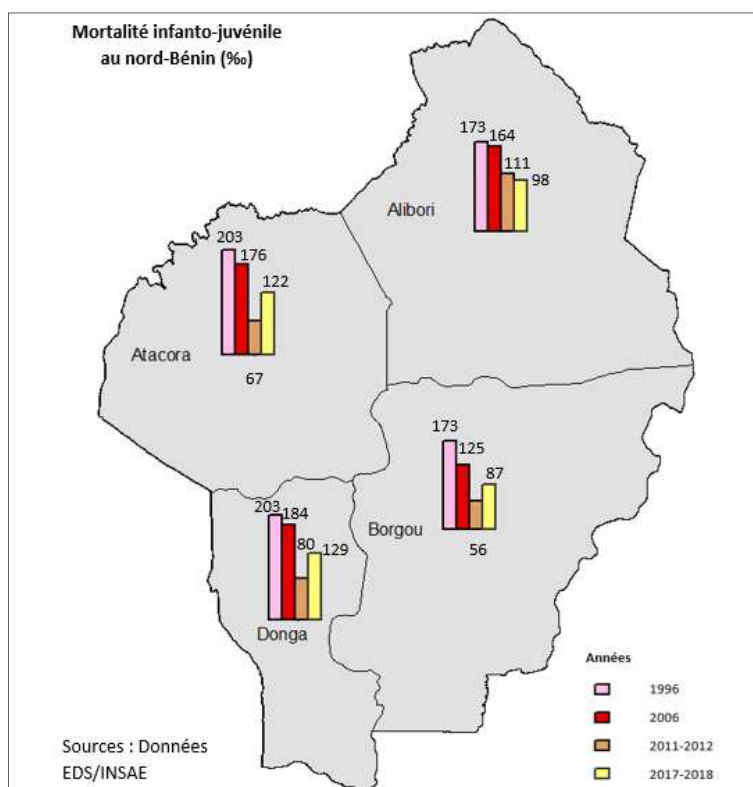 Mortalité infanto-juvénile
au nord-Bénin (‰)
173
164
111
98
Alibori
203
176
122
Atacora
67
173
125
87
Borgou
56
203
184
80
129
Donga
Années
1996
2006
2011-2012
2017-2018
Sources : Données
EDS/INSAE